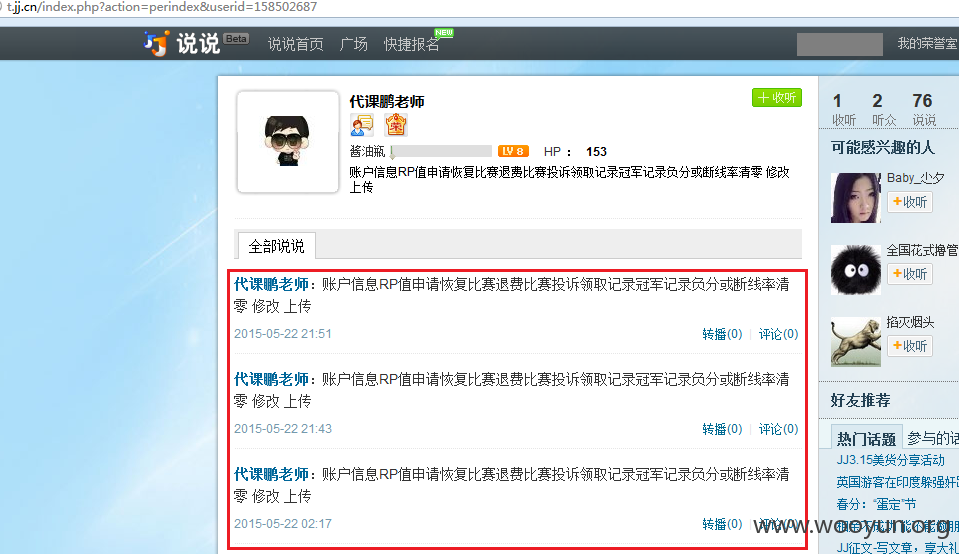 t.jj.cn/index.php?action=perindex&userid=158502687
说说 Beta 说说首页 广场 快捷报名 NEW 我的荣誉室
代课鹏老师
+ 收听
酱油瓶 LV 8 HP： 153
账户信息RP值申请恢复比赛退费比赛投诉领取记录冠军记录负分或断线率清零 修改
上传
全部说说
代课鹏老师：账户信息RP值申请恢复比赛退费比赛投诉领取记录冠军记录负分或断线率清
零 修改 上传
2015-05-22 21:51 转播(0) 评论(0)
代课鹏老师：账户信息RP值申请恢复比赛退费比赛投诉领取记录冠军记录负分或断线率清
零 修改 上传
2015-05-22 21:43 转播(0) 评论(0)
代课鹏老师：账户信息RP值申请恢复比赛退费比赛投诉领取记录冠军记录负分或断线率清
零 修改 上传
2015-05-22 02:17 转播(0) 评论(0)
1 2 76
收听 听众 说说
可能感兴趣的人
Baby_尐夕
+收听
全国花式撸管
+收听
掐灭烟头
+收听
好友推荐
热门话题 参与的话
JJ3.15美货分享活动
英国游客在印度躲强奸
春分：“蛋定”节
JJ征文-写文章，享大礼
www.wooyun.org